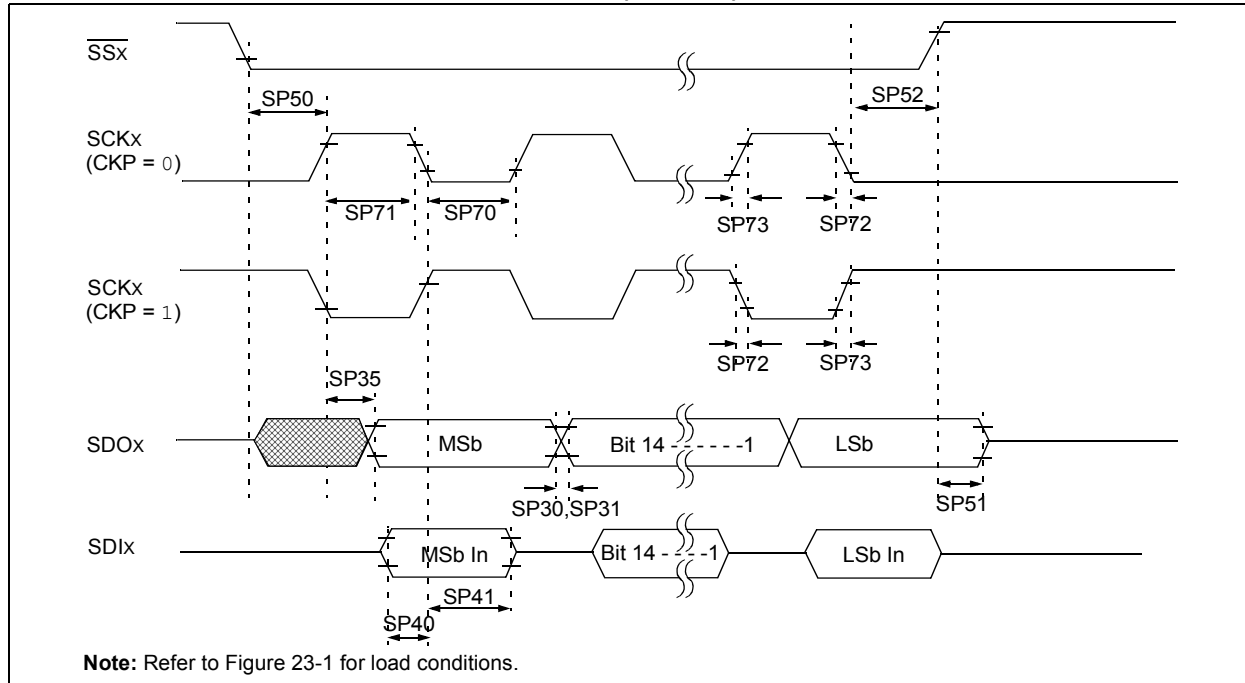 SSx
SP50
SP52
SCKx
(CKP = 0)
SP71
SP70
SP73
SP72
SCKx
(CKP = 1)
SP72
SP73
SP35
SDOx
MSb
Bit 14 - - - - - -1
LSb
SP30,SP31
SP51
SDIx
MSb In
Bit 14 - - - -1
LSb In
SP41
SP40
Note: Refer to Figure 23-1 for load conditions.